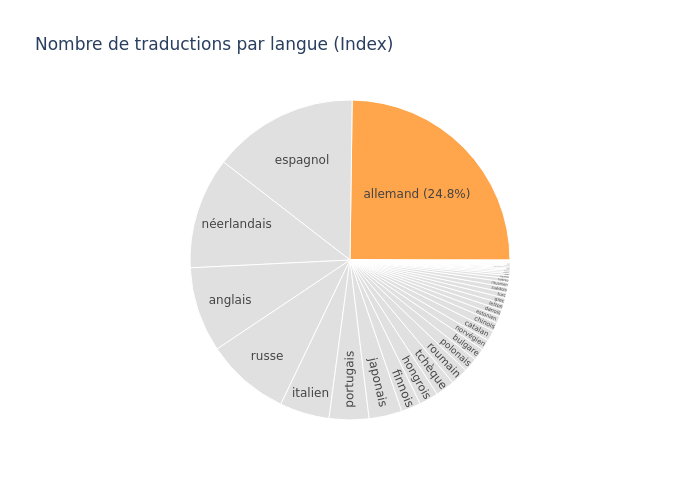 Nombre de traductions par langue (Index)
allemand (24.8%)
espagnol
néerlandais
anglais
russe
italien
portugais
japonais
finnois
hongrois
tchèque
roumain
polonais
bulgare
norvégien
catalan
chinois
estonien
danois